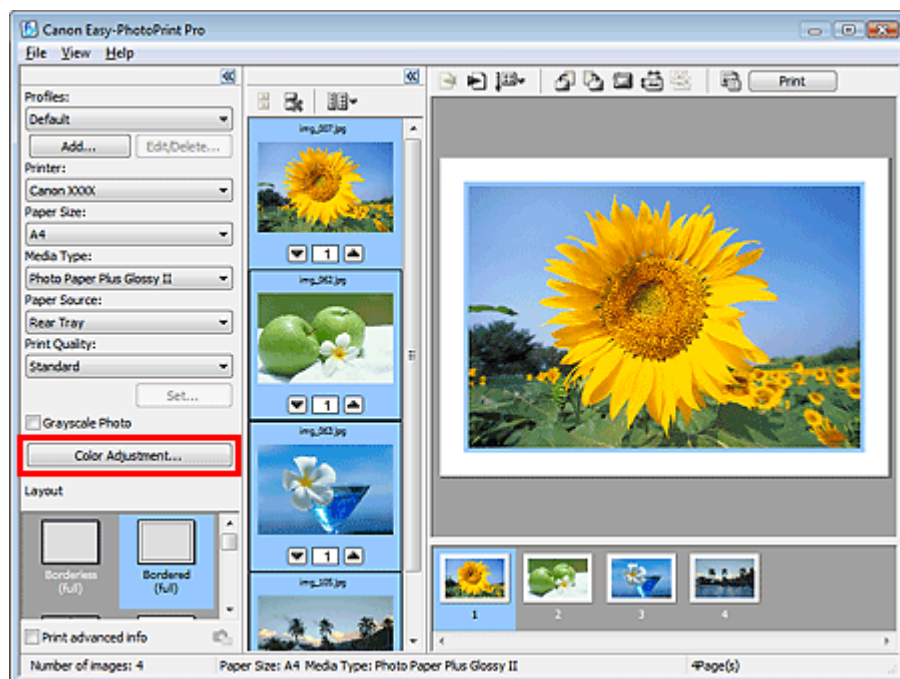 Canon Easy-PhotoPrint Pro
File View Help
Profiles:
Default
Add... Edit/Delete...
Printer:
Canon XXXX
Paper Size:
A4
Media Type:
Photo Paper Plus Glossy II
Paper Source:
Rear Tray
Print Quality:
Standard
Set...
Grayscale Photo
Color Adjustment...
Layout
Borderless (full)
Bordered (full)
Print advanced info
img_007.jpg
1
img_062.jpg
1
img_063.jpg
1
img_105.jpg
Print
1 2 3 4
Number of images: 4 Paper Size: A4 Media Type: Photo Paper Plus Glossy II 4Page(s)